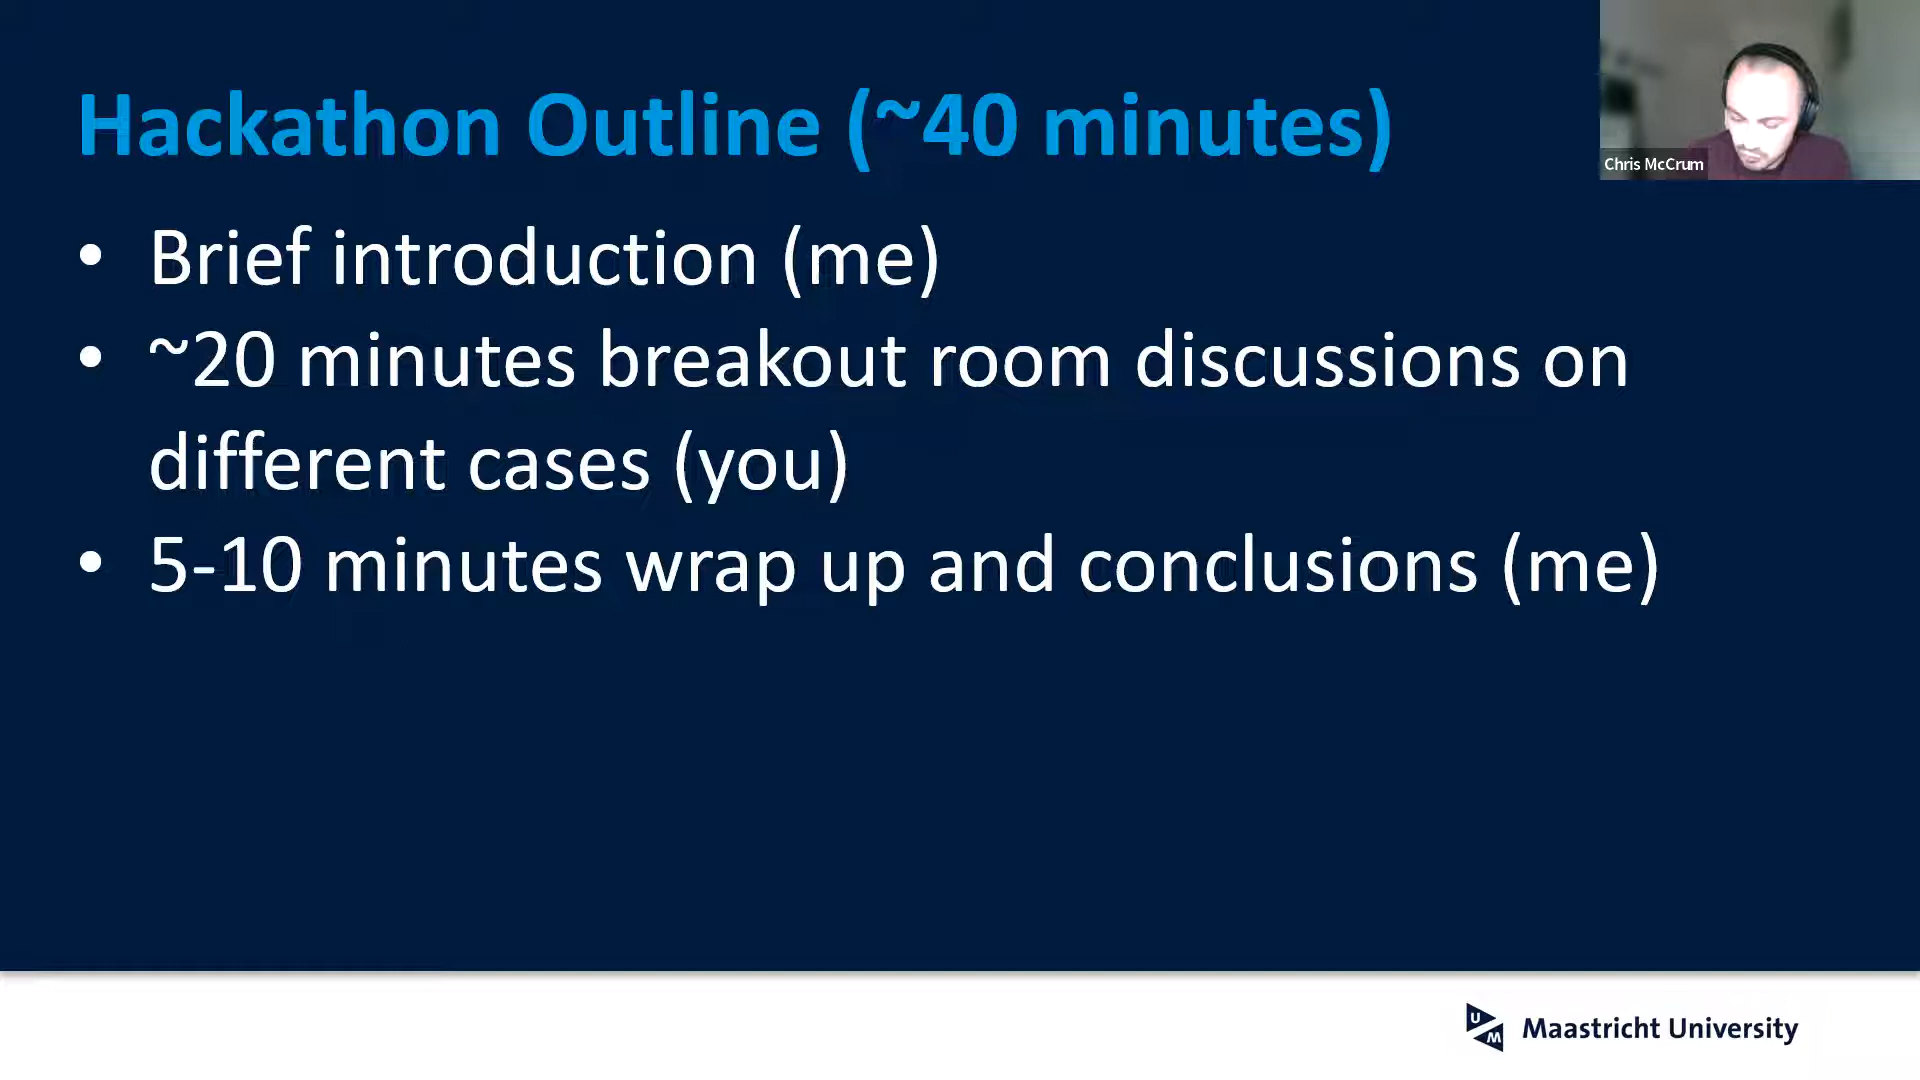 Hackathon Outline (~40 minutes)
Chris McCrum
• Brief introduction (me)
• ~20 minutes breakout room discussions on
different cases (you)
• 5-10 minutes wrap up and conclusions (me)
U
M
Maastricht University